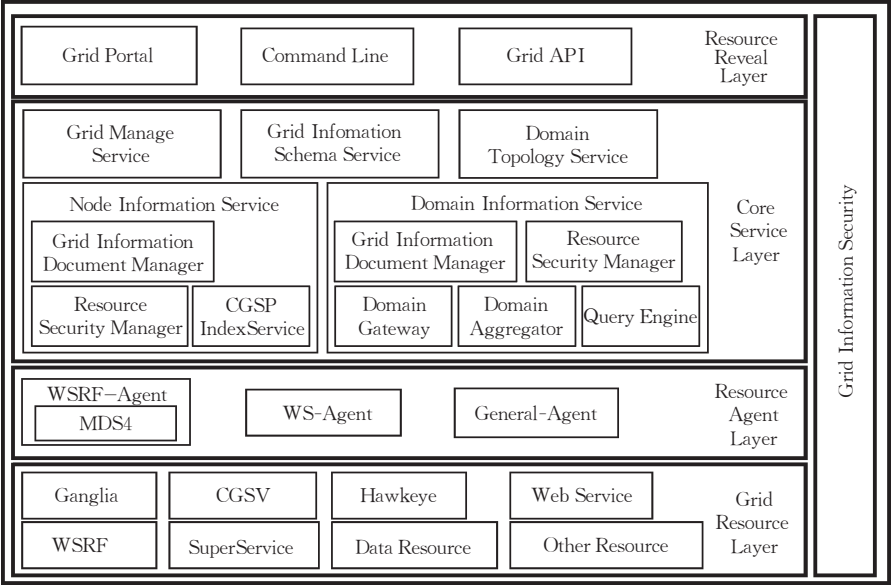 Grid Portal
Command Line
Grid API
Resource
Reveal
Layer
Grid Manage
Service
Grid Infomation
Schema Service
Domain
Topology Service
Node Information Service
Grid Information
Document Manager
Resource
Security Manager
CGSP
IndexService
Domain Information Service
Grid Information
Document Manager
Resource
Security Manager
Domain
Gateway
Domain
Aggregator
Query Engine
Core
Service
Layer
WSRF-Agent
MDS4
WS-Agent
General-Agent
Resource
Agent
Layer
Ganglia
CGSV
Hawkeye
Web Service
WSRF
SuperService
Data Resource
Other Resource
Grid
Resource
Layer
Grid Information Security